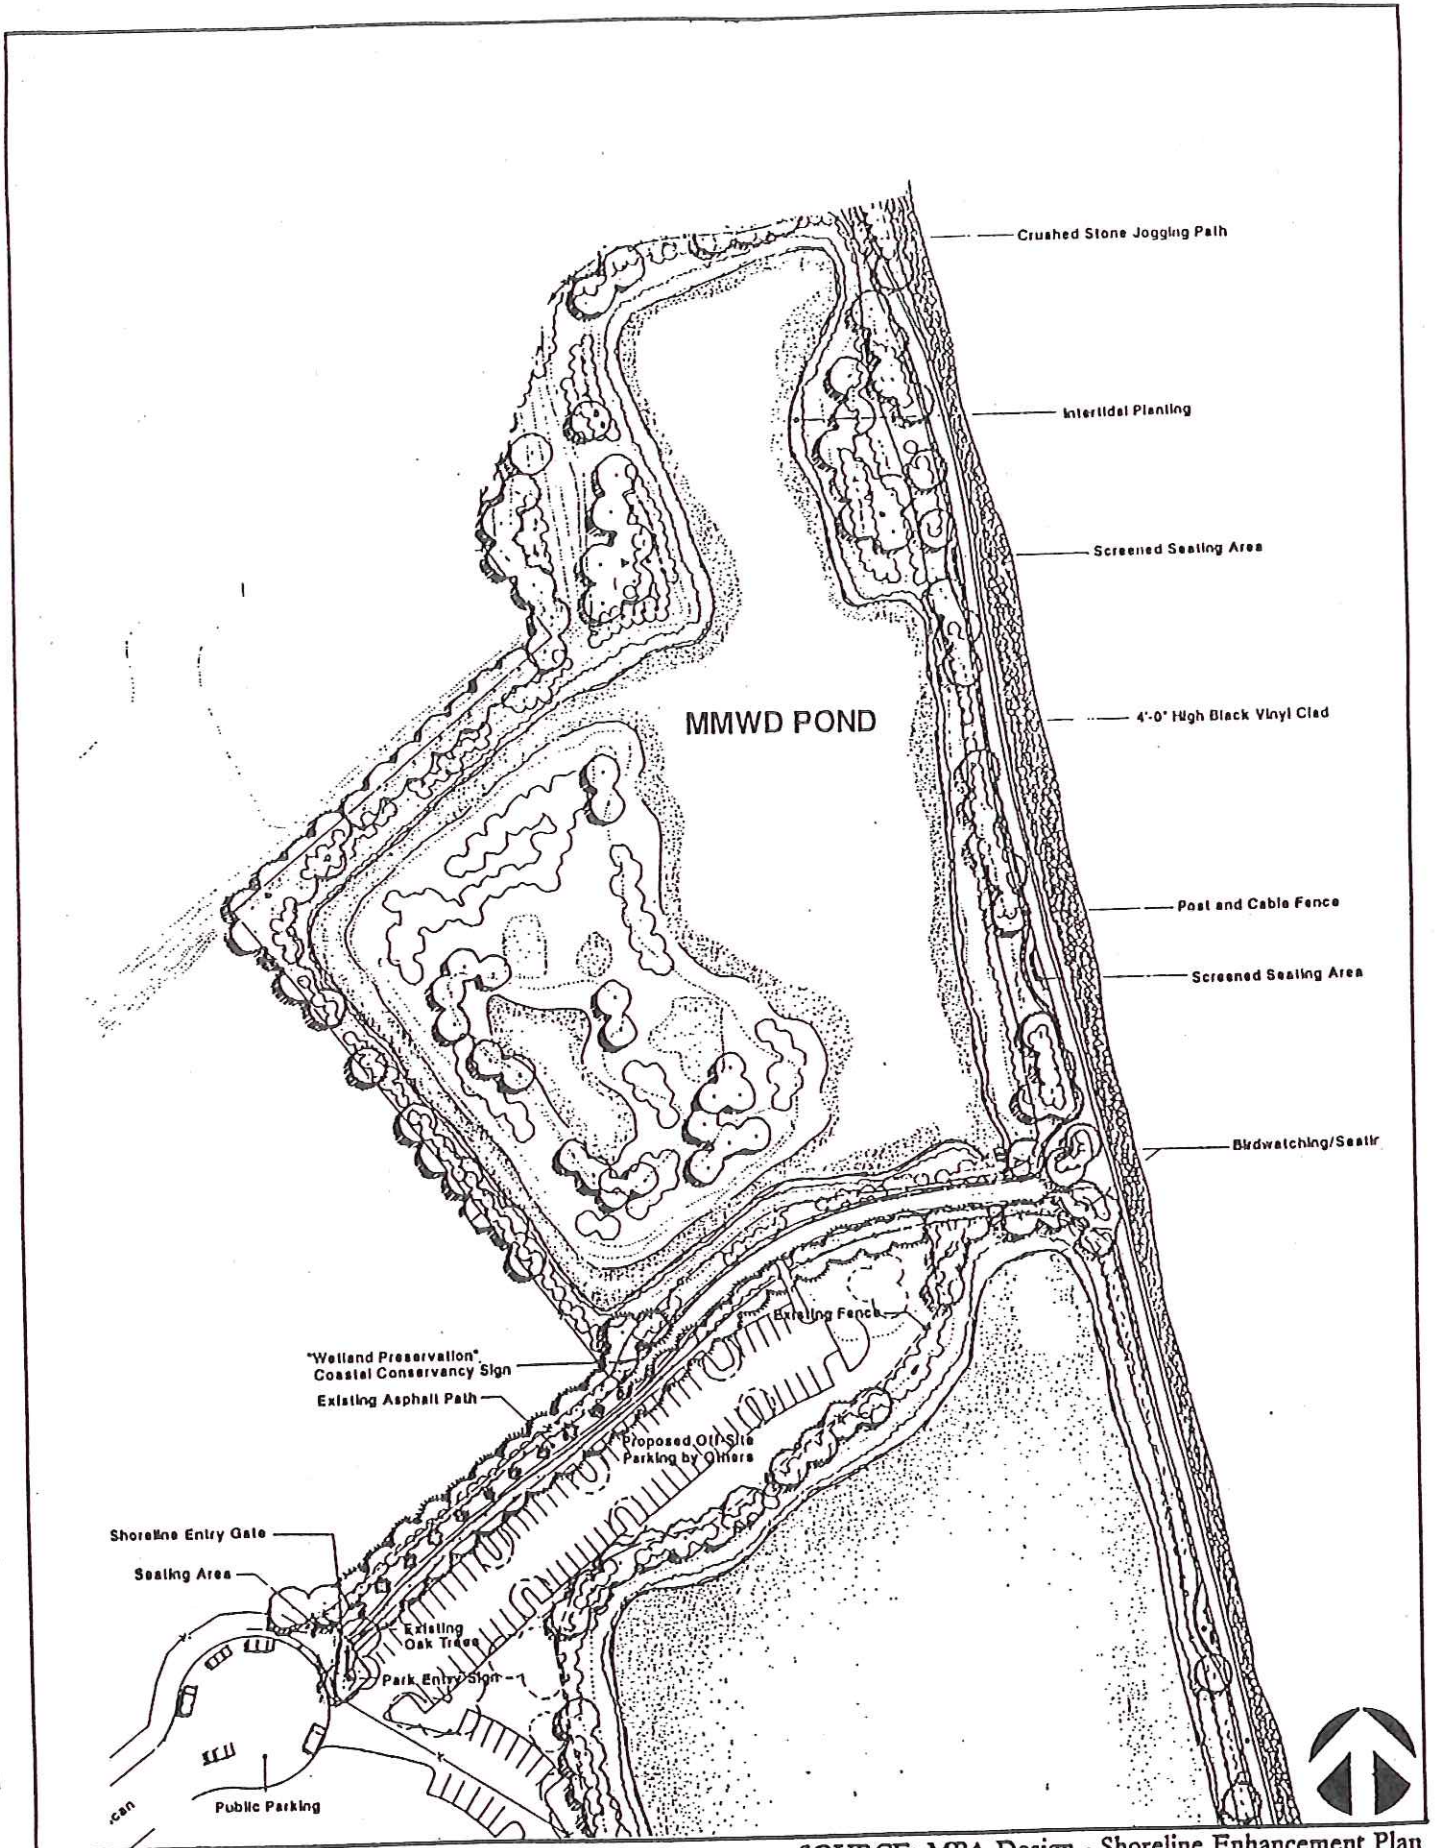 Crushed Stone Jogging Path
Intertidal Planting
Screened Seating Area
MMWD POND
4'-0" High Black Vinyl Clad
Post and Cable Fence
Screened Seating Area
Birdwatching/Seatir
Existing Fence
"Wetland Preservation"
Coastal Conservancy Sign
Existing Asphalt Path
Proposed Off-Site
Parking by Others
Shoreline Entry Gate
Seating Area
Existing
Oak Trees
Park Entry Sign
Public Parking
can
SOURCE: MPA Design - Shoreline Enhancement Plan